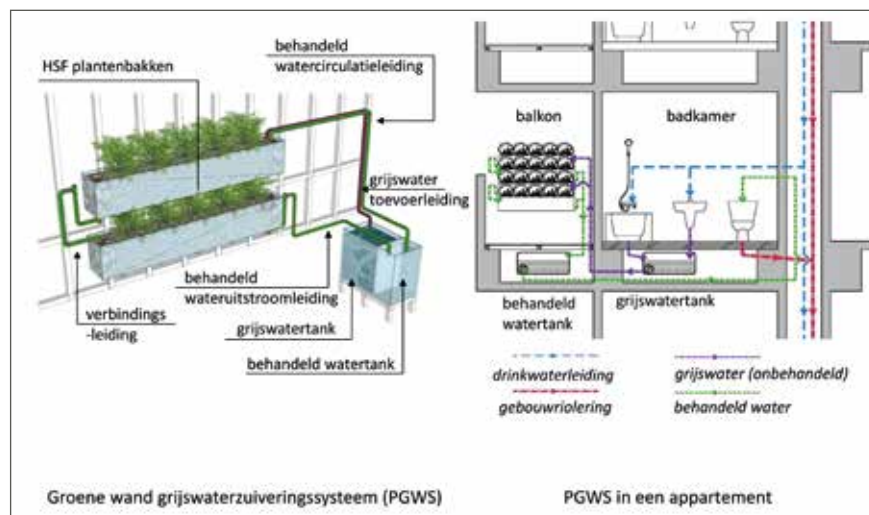 behandeld
watercirculatieleiding
HSF plantenbakken
grijswater
toevoerleiding
behandeld
wateruitstroomleiding
verbindings
-leiding
grijswatertank
behandeld watertank
Groene wand grijswaterzuiveringssysteem (PGWS)
balkon
badkamer
behandeld
watertank
grijswatertank
drinkwaterleiding
grijswater (onbehandeld)
gebouwriolering
behandeld water
PGWS in een appartement